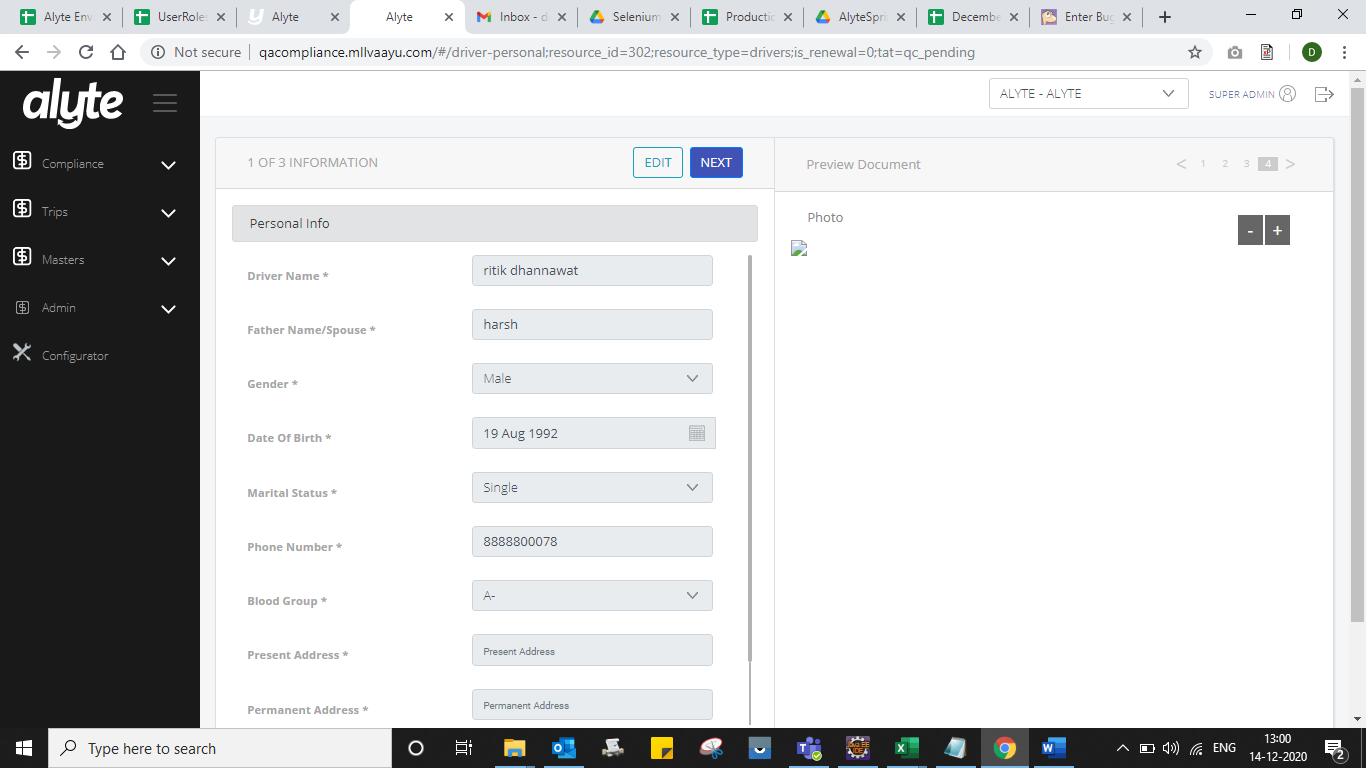 Alyte Env
UserRoles
Alyte
Alyte
Inbox - d
Selenium
Productio
AlyteSpri
Decembe
Enter Bug
Not secure
qacompliance.mllvaayu.com/#/driver-personal;resource_id=302;resource_type=drivers;is_renewal=0;tat=qc_pending
D
alyte
ALYTE - ALYTE
SUPER ADMIN
Compliance
Trips
Masters
Admin
Configurator
1 OF 3 INFORMATION
EDIT
NEXT
Personal Info
Driver Name *
ritik dhannawat
Father Name/Spouse *
harsh
Gender *
Male
Date Of Birth *
19 Aug 1992
Marital Status *
Single
Phone Number *
8888800078
Blood Group *
A-
Present Address *
Present Address
Permanent Address *
Permanent Address
Preview Document
< 1 2 3 4 >
Photo
- +
Type here to search
ENG
13:00
14-12-2020
2